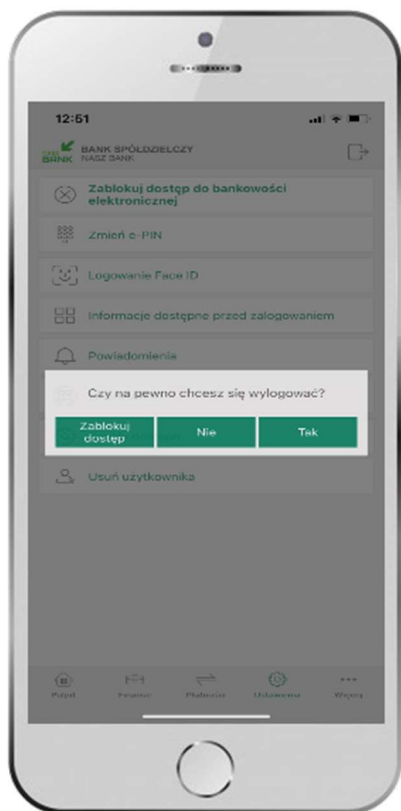 12:51
BANK
BANK SPÓŁDZIELCZY
NASZ BANK
Zablokuj dostęp do bankowości
elektronicznej
Zmień e-PIN
Logowanie Face ID
Informacje dostępne przed zalogowaniem
Powiadomienia
Czy na pewno chcesz się wylogować?
Zablokuj
dostęp
Nie
Tak
Usuń użytkownika
Pulpit
Finanse
Płatności
Ustawienia
Więcej